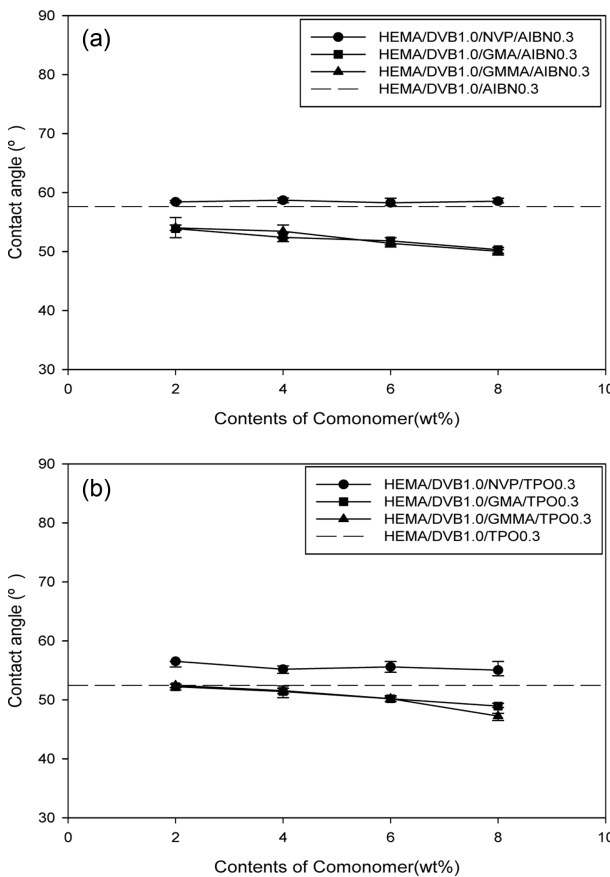 (a)
HEMA/DVB1.0/NVP/AIBN0.3
HEMA/DVB1.0/GMA/AIBN0.3
HEMA/DVB1.0/GMMA/AIBN0.3
HEMA/DVB1.0/AIBN0.3
90
80
70
60
50
40
30
Contact angle (° )
0 2 4 6 8 10
Contents of Comonomer(wt%)
(b)
HEMA/DVB1.0/NVP/TPO0.3
HEMA/DVB1.0/GMA/TPO0.3
HEMA/DVB1.0/GMMA/TPO0.3
HEMA/DVB1.0/TPO0.3
90
80
70
60
50
40
30
Contact angle (° )
0 2 4 6 8 10
Contents of Comonomer(wt%)